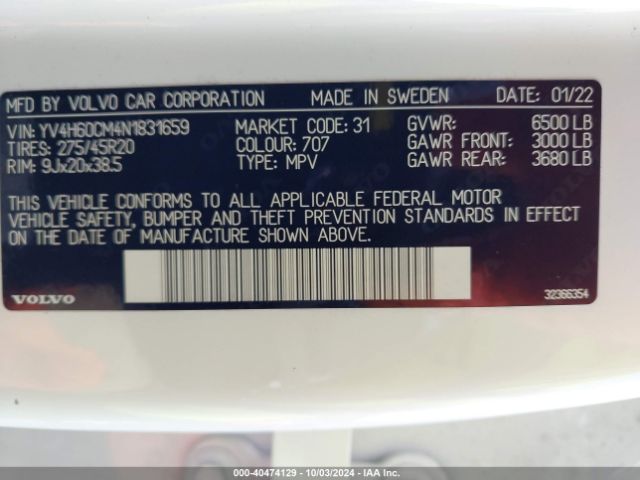 MFD BY VOLVO CAR CORPORATION MADE IN SWEDEN DATE: 01/22
VIN: YV4H60CM4N1831659 MARKET CODE: 31 GVWR: 6500 LB
TIRES: 275/45R20 COLOUR: 707 GAWR FRONT: 3000 LB
RIM: 9Jx20x38.5 TYPE: MPV GAWR REAR: 3680 LB
THIS VEHICLE CONFORMS TO ALL APPLICABLE FEDERAL MOTOR
VEHICLE SAFETY, BUMPER AND THEFT PREVENTION STANDARDS IN EFFECT
ON THE DATE OF MANUFACTURE SHOWN ABOVE.
VOLVO 32366354
000-40474129 - 10/03/2024 - IAA Inc.